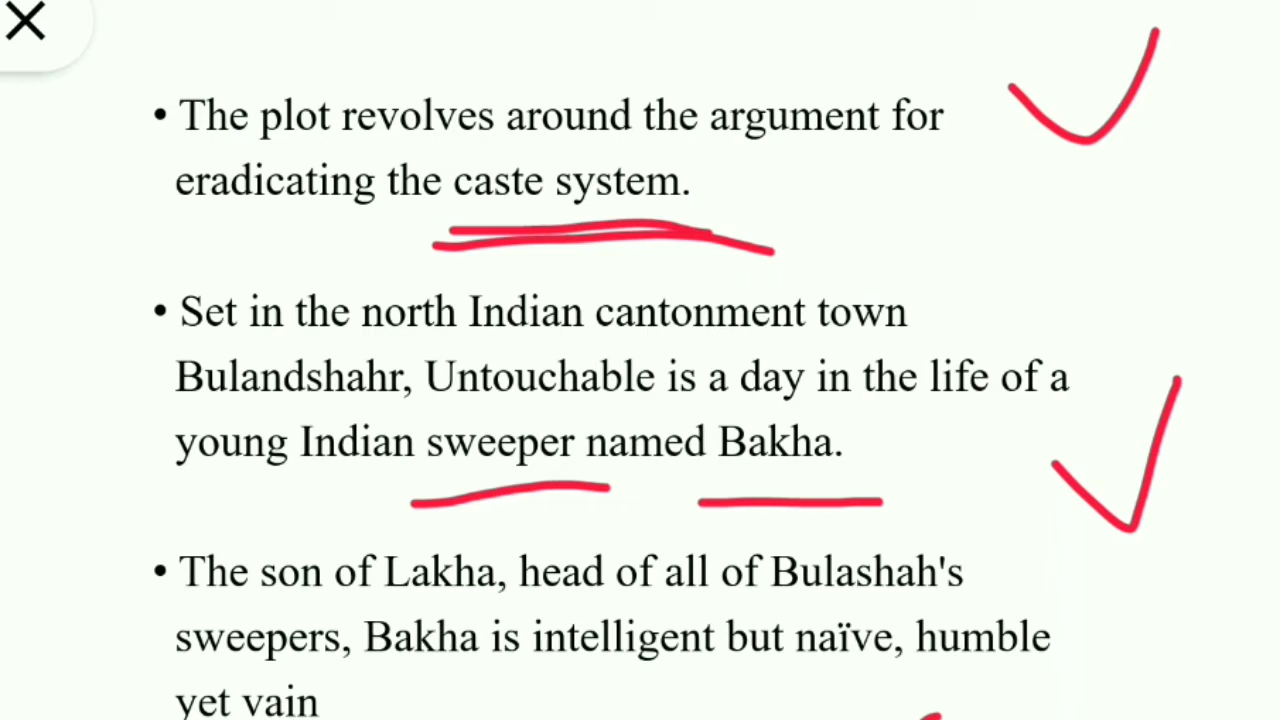 • The plot revolves around the argument for
eradicating the caste system.
• Set in the north Indian cantonment town
Bulandshahr, Untouchable is a day in the life of a
young Indian sweeper named Bakha.
• The son of Lakha, head of all of Bulashah's
sweepers, Bakha is intelligent but naïve, humble
yet vain